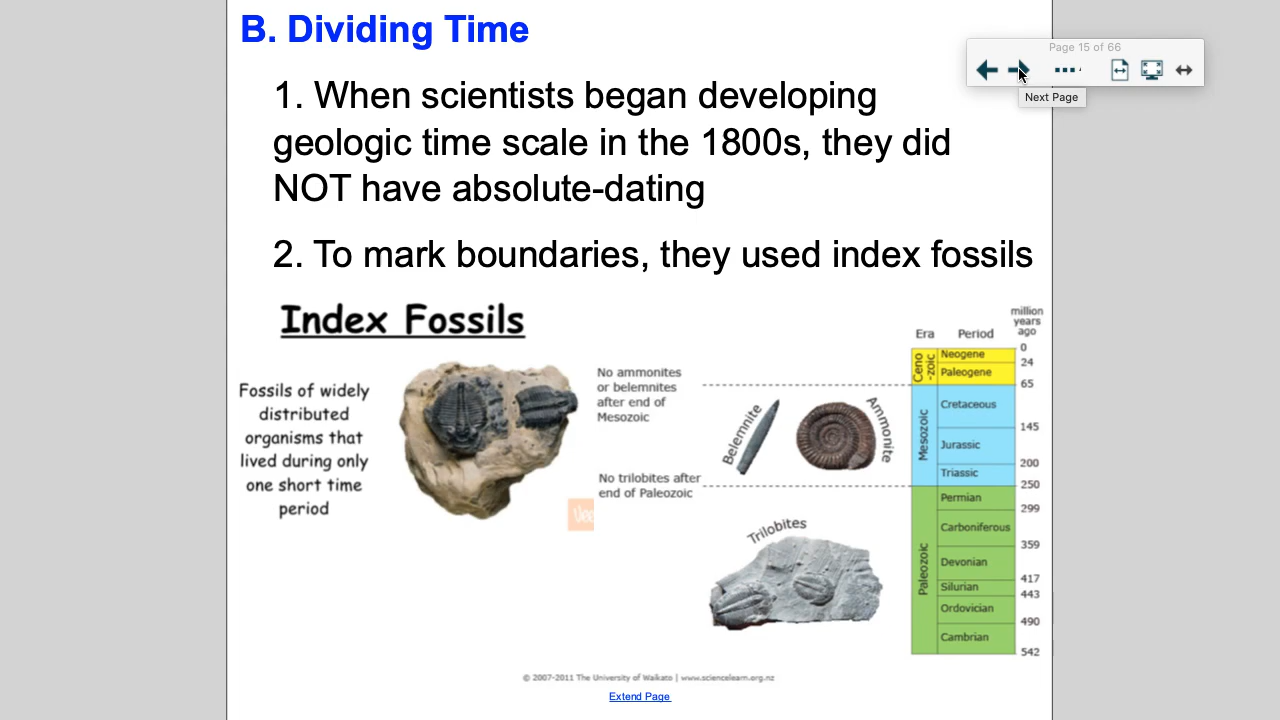 B. Dividing Time
Page 15 of 66
Next Page
1. When scientists began developing
geologic time scale in the 1800s, they did
NOT have absolute-dating
2. To mark boundaries, they used index fossils
Index Fossils
Fossils of widely
distributed
organisms that
lived during only
one short time
period
Vee
No ammonites
or belemnites
after end of
Mesozoic
No trilobites after
end of Paleozoic
Belemnite
Ammonite
Trilobites
Era
Period
million
years
ago
Ceno
-zoic
Neogene
Paleogene
Mesozoic
Cretaceous
Jurassic
Triassic
Paleozoic
Permian
Carboniferous
Devonian
Silurian
Ordovician
Cambrian
0
24
65
145
200
250
299
359
417
443
490
542
© 2007-2011 The University of Waikato | www.sciencelearn.org.nz
Extend Page